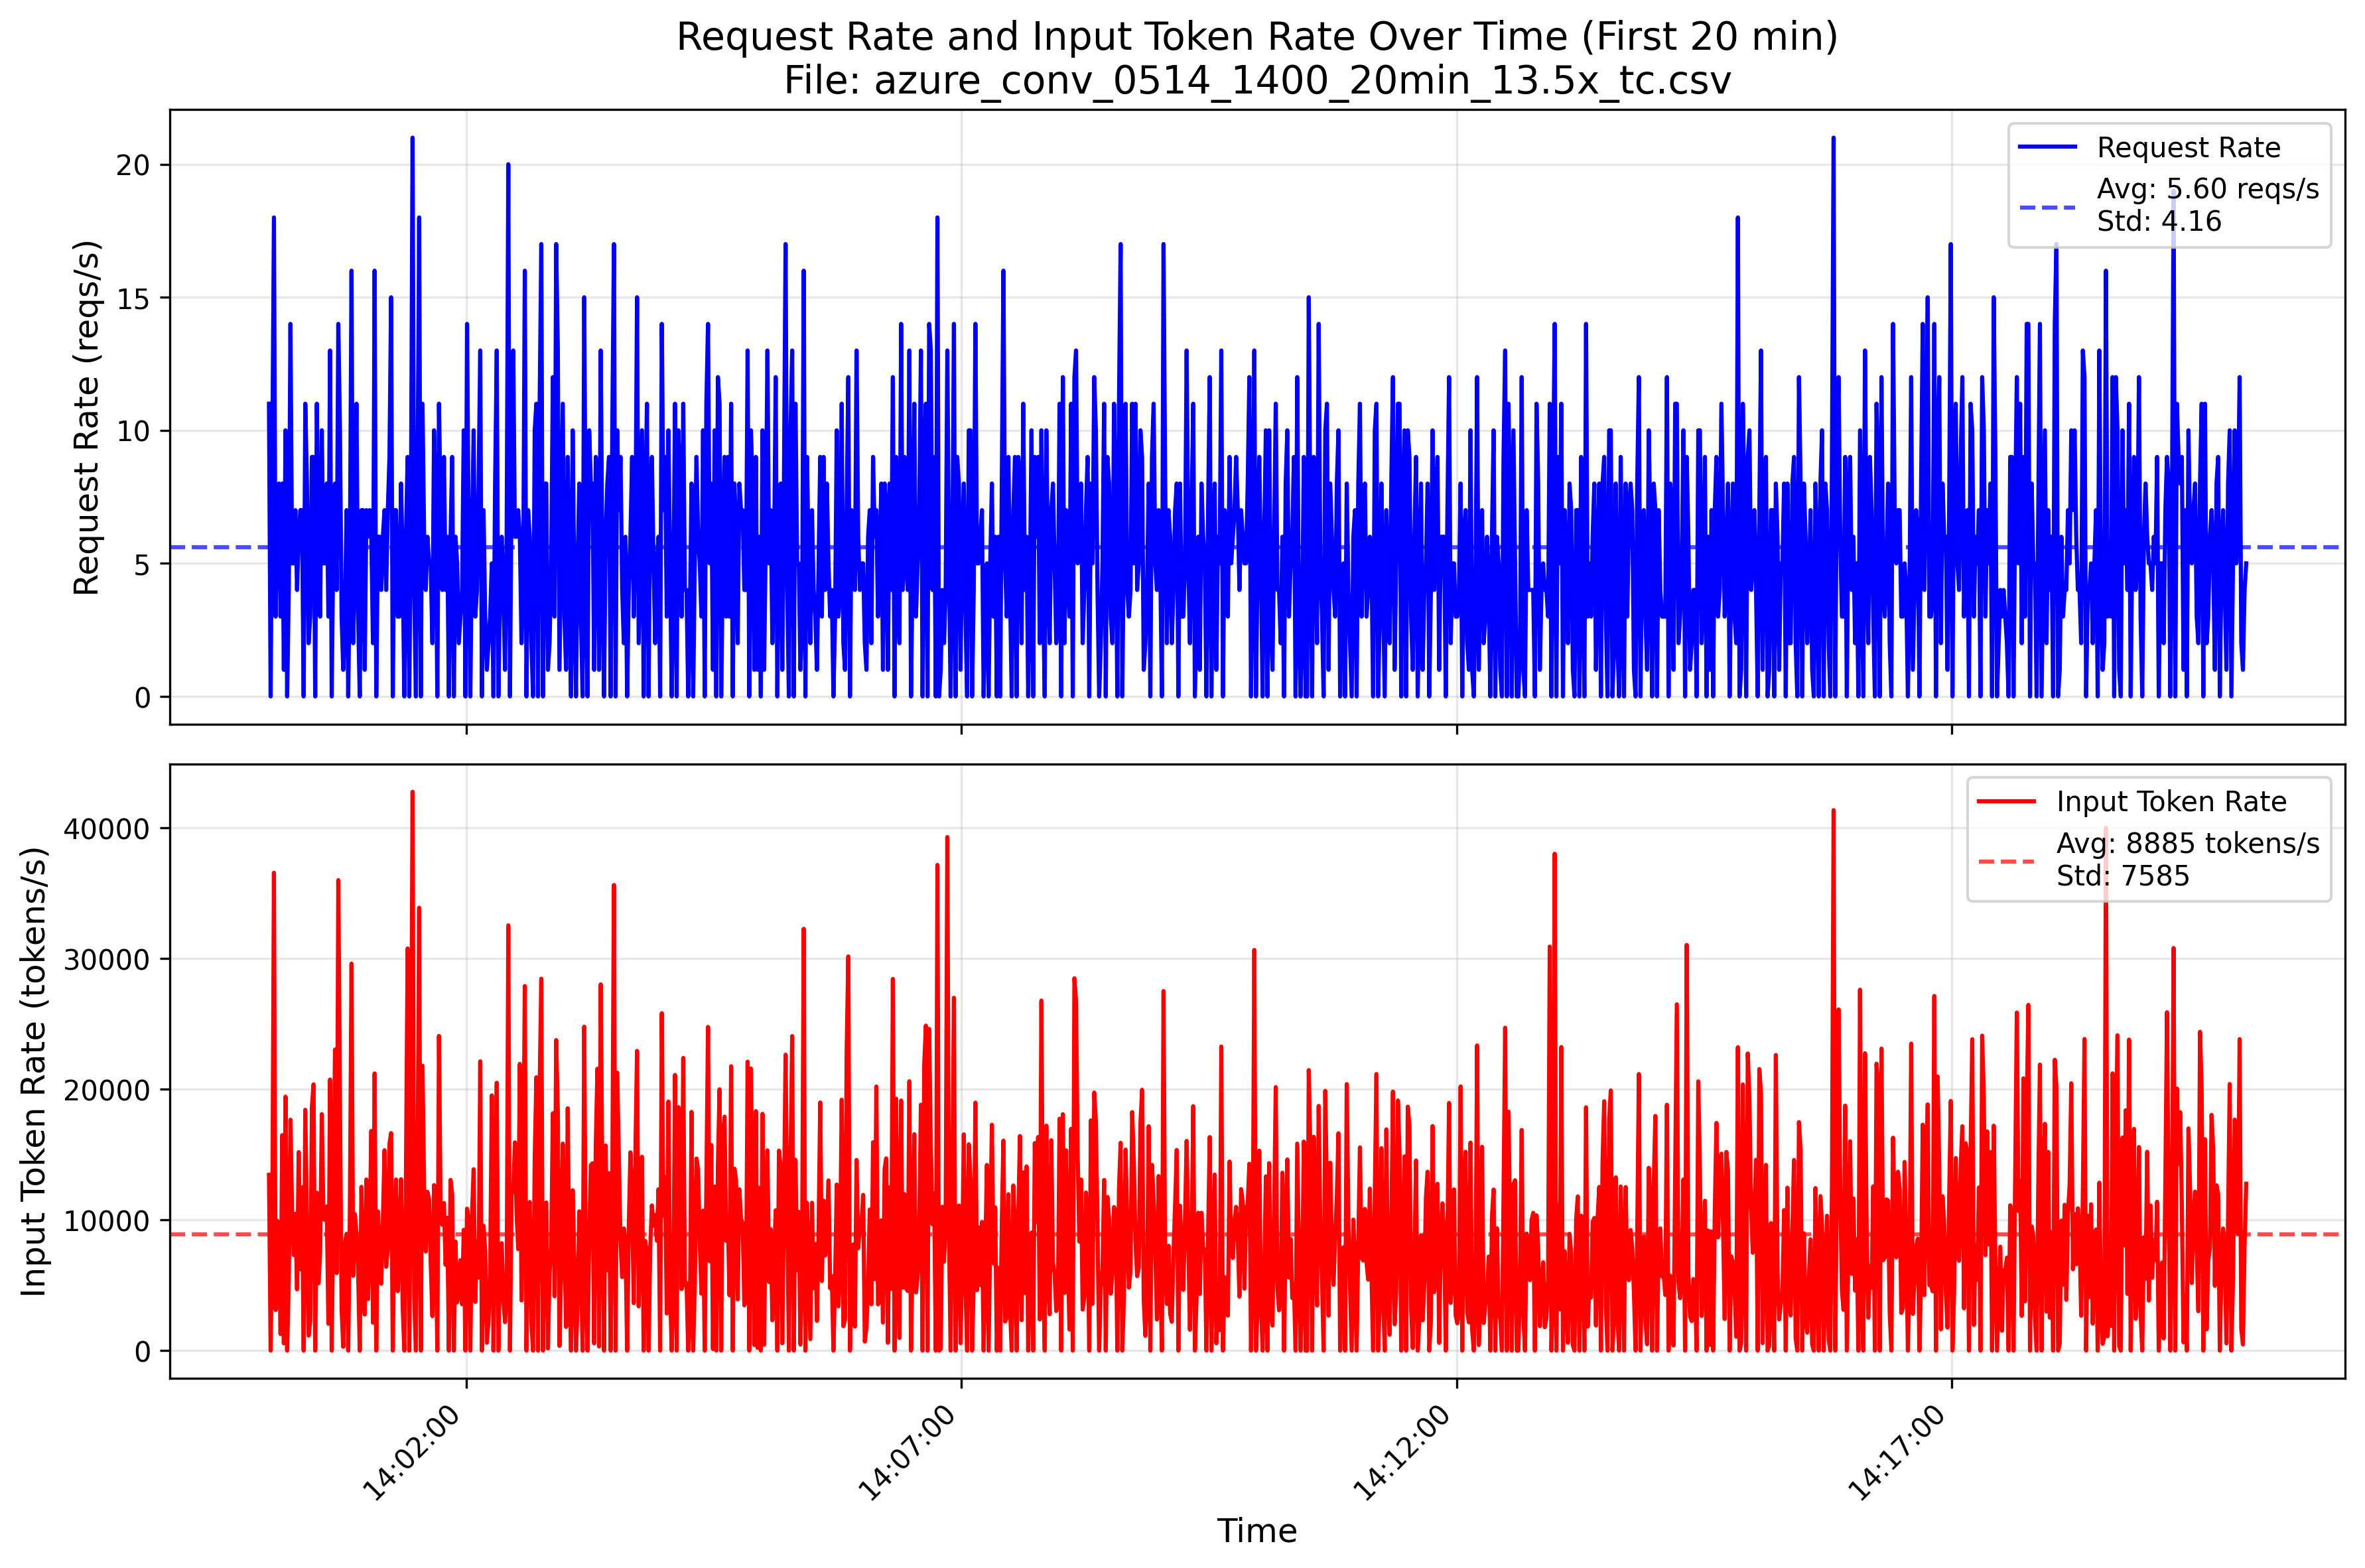 Request Rate and Input Token Rate Over Time (First 20 min)
File: azure_conv_0514_1400_20min_13.5x_tc.csv
Request Rate (reqs/s)
20
15
10
5
0
Request Rate
Avg: 5.60 reqs/s
Std: 4.16
Input Token Rate (tokens/s)
40000
30000
20000
10000
0
Input Token Rate
Avg: 8885 tokens/s
Std: 7585
14:02:00
14:07:00
14:12:00
14:17:00
Time